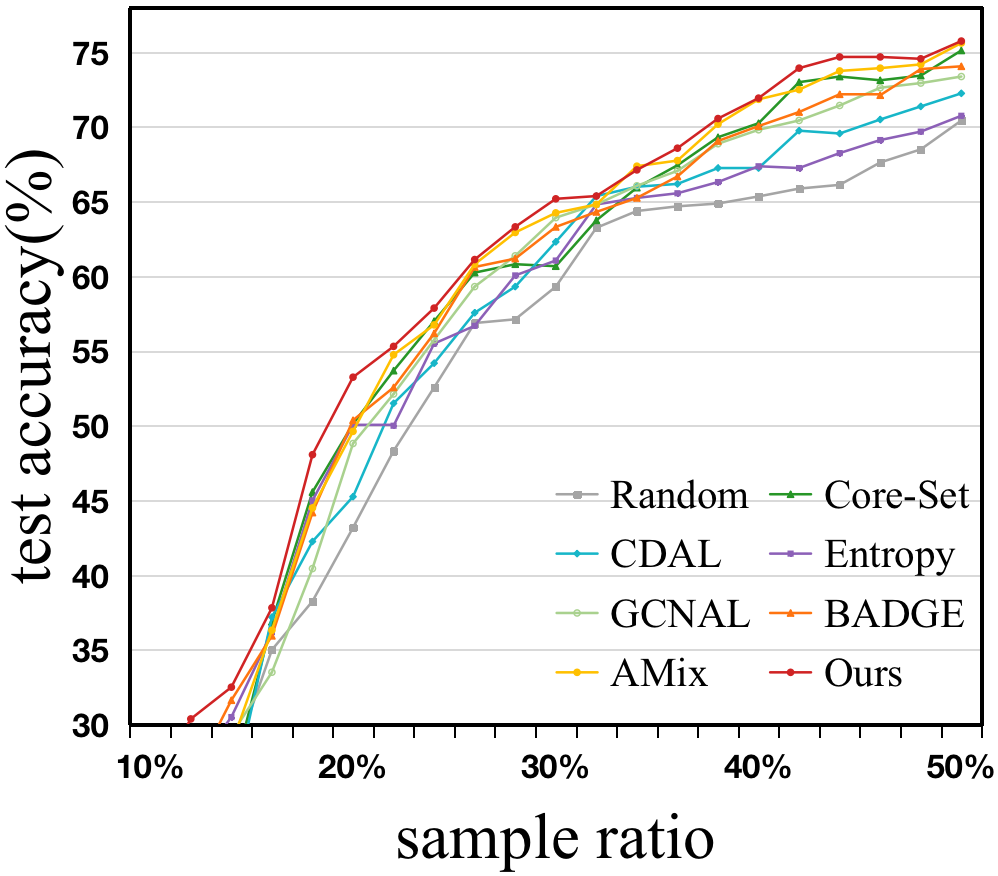 75
70
65
60
55
50
45
40
35
30
test accuracy(%)
Random
Core-Set
CDAL
Entropy
GCNAL
BADGE
AMix
Ours
10%
20%
30%
40%
50%
sample ratio